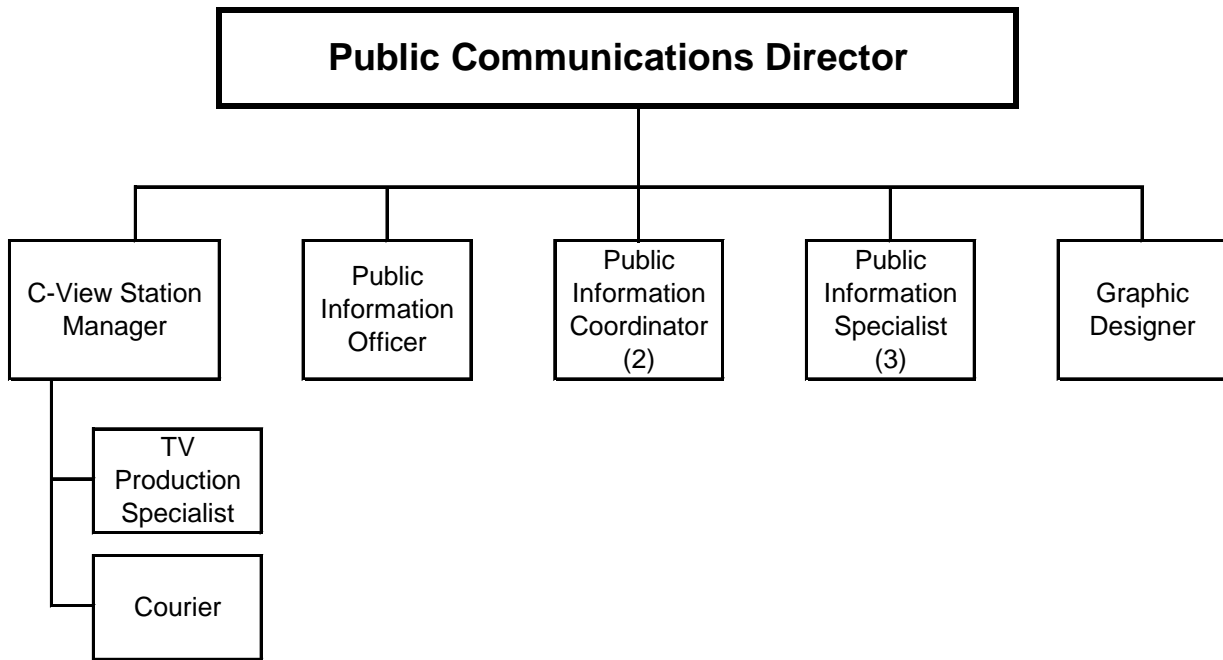 Public Communications Director
C-View Station
Manager
Public
Information
Officer
Public
Information
Coordinator
(2)
Public
Information
Specialist
(3)
Graphic
Designer
TV
Production
Specialist
Courier